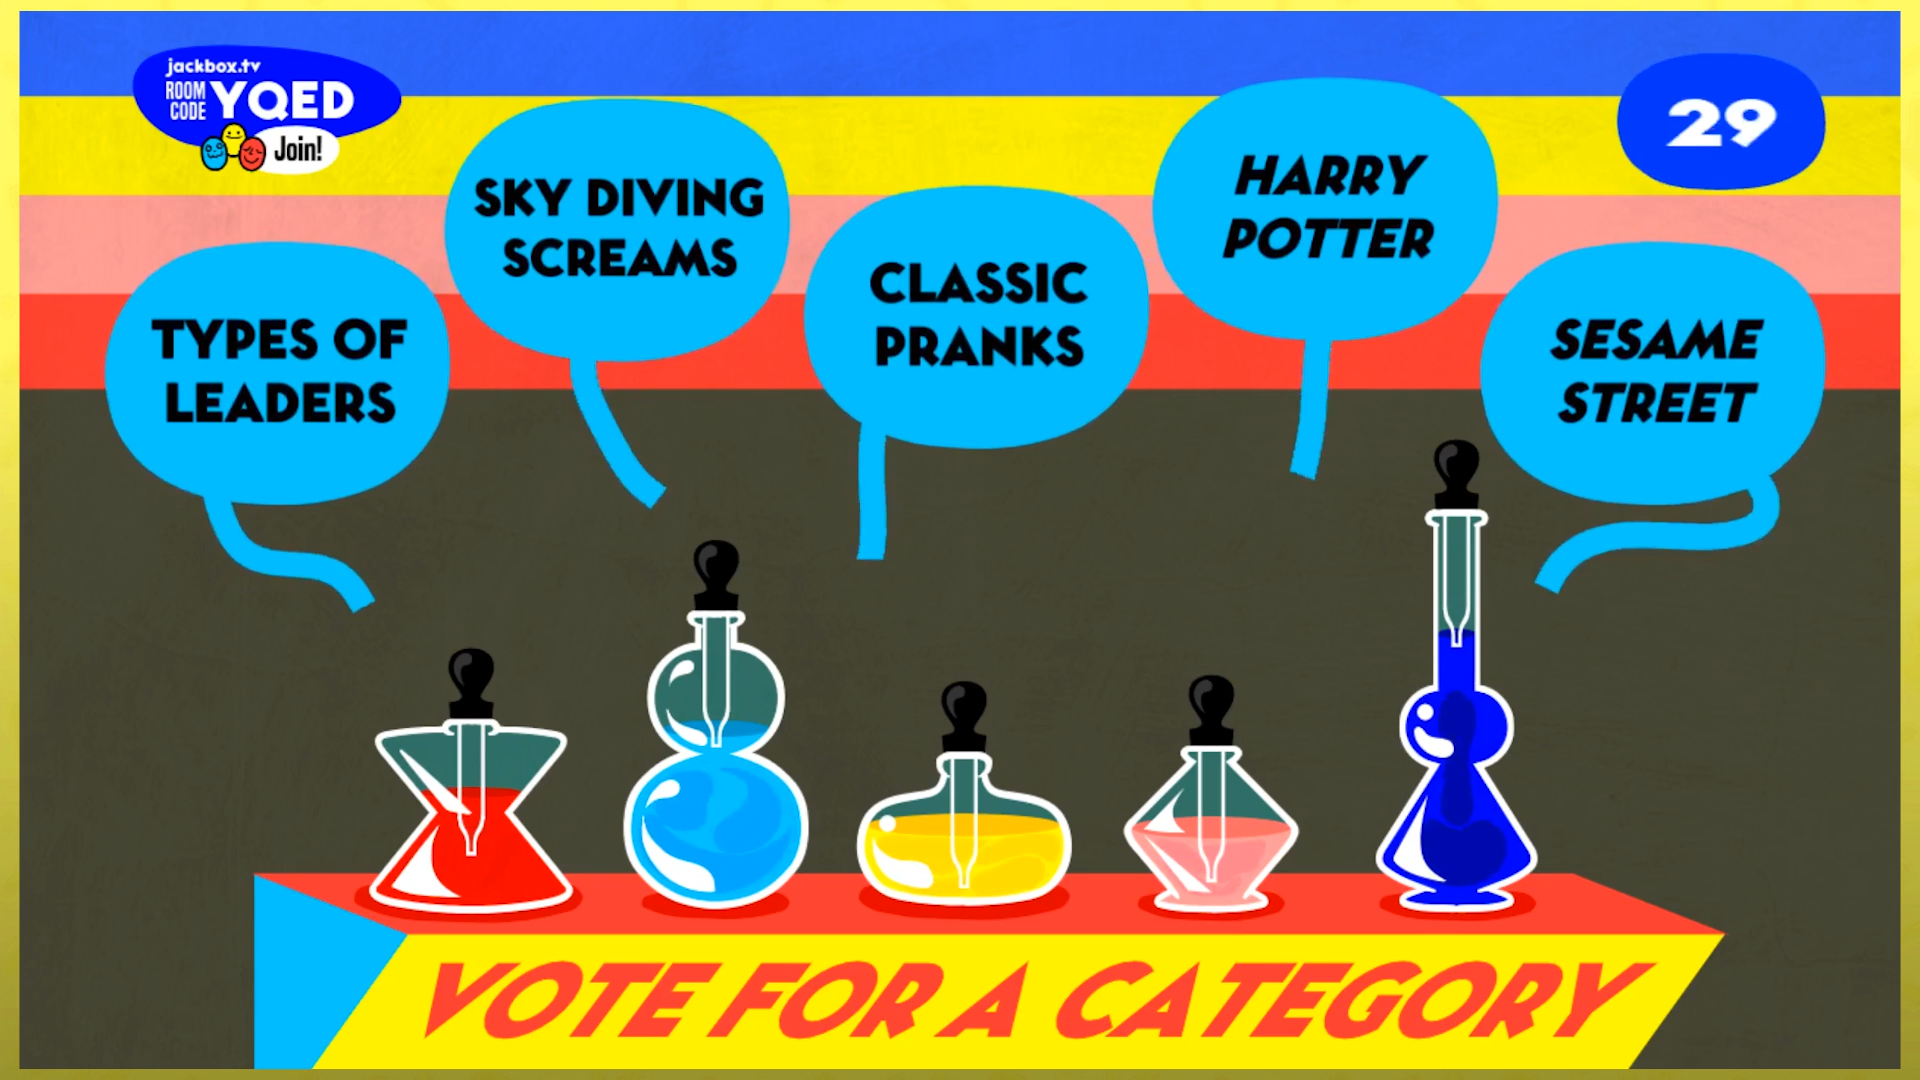 jackbox.tv
ROOM
CODE
YQED
Join!
29
TYPES OF
LEADERS
SKY DIVING
SCREAMS
CLASSIC
PRANKS
HARRY
POTTER
SESAME
STREET
VOTE FOR A CATEGORY